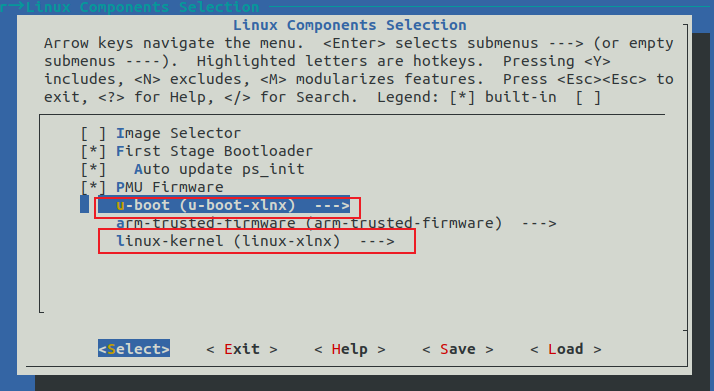 Linux Components Selection
Linux Components Selection
Arrow keys navigate the menu.  <Enter> selects submenus ---> (or empty
submenus ----).  Highlighted letters are hotkeys.  Pressing <Y>
includes, <N> excludes, <M> modularizes features.  Press <Esc><Esc> to
exit, <?> for Help, </> for Search.  Legend: [*] built-in  [ ]
[ ] Image Selector
[*] First Stage Bootloader
[*]   Auto update ps_init
[*] PMU Firmware
u-boot (u-boot-xlnx)  --->
arm-trusted-firmware (arm-trusted-firmware)  --->
linux-kernel (linux-xlnx)  --->
<Select>    < Exit >    < Help >    < Save >    < Load >